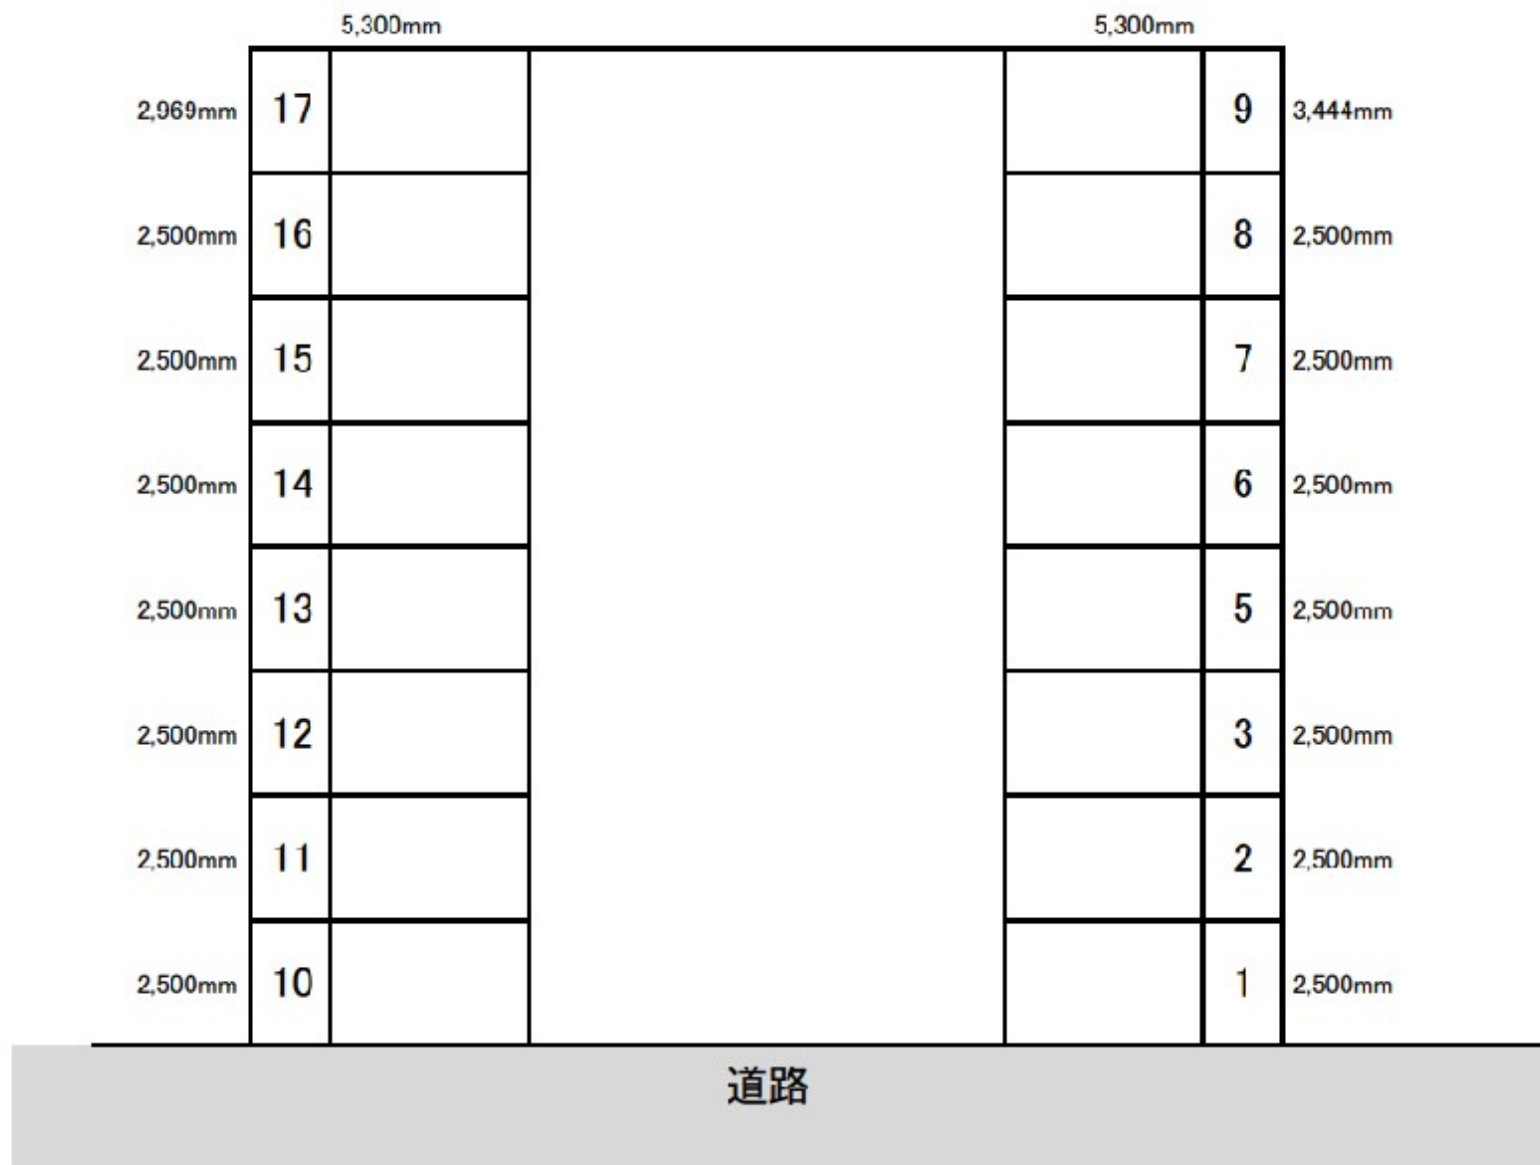 5,300mm 5,300mm
2,969mm 17 9 3,444mm
2,500mm 16 8 2,500mm
2,500mm 15 7 2,500mm
2,500mm 14 6 2,500mm
2,500mm 13 5 2,500mm
2,500mm 12 3 2,500mm
2,500mm 11 2 2,500mm
2,500mm 10 1 2,500mm
道路